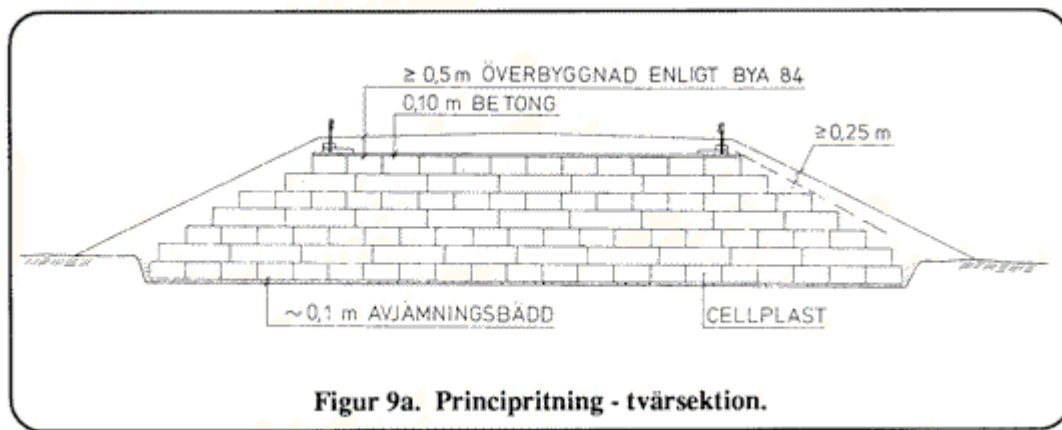 ≥ 0,5 m ÖVERBYGGNAD ENLIGT BYA 84
0,10 m BETONG
≥0,25 m
~0,1 m AVJÄMNINGSBÄDD
CELLPLAST
Figur 9a. Principritning - tvärsektion.